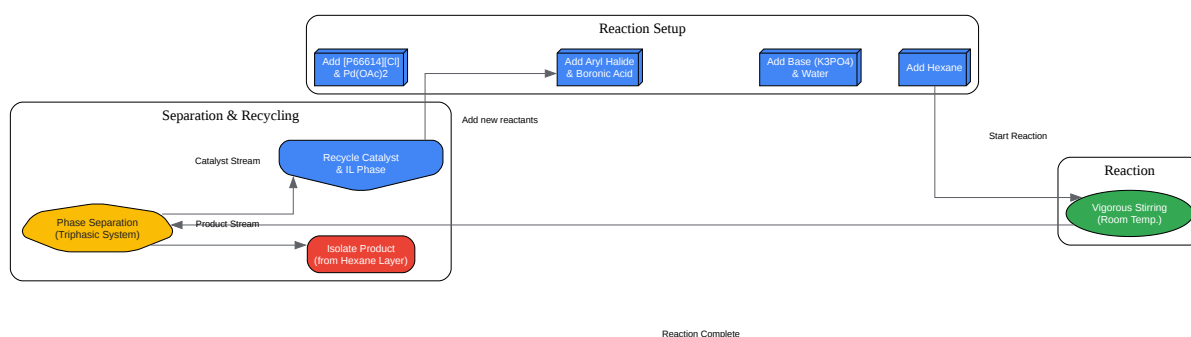 Reaction Setup
Add [P66614][Cl]
& Pd(OAc)2
Add Aryl Halide
& Boronic Acid
Add Base (K3PO4)
& Water
Add Hexane
Separation & Recycling
Add new reactants
Start Reaction
Catalyst Stream
Recycle Catalyst
& IL Phase
Reaction
Phase Separation
(Triphasic System)
Product Stream
Vigorous Stirring
(Room Temp.)
Isolate Product
(from Hexane Layer)
Reaction Complete